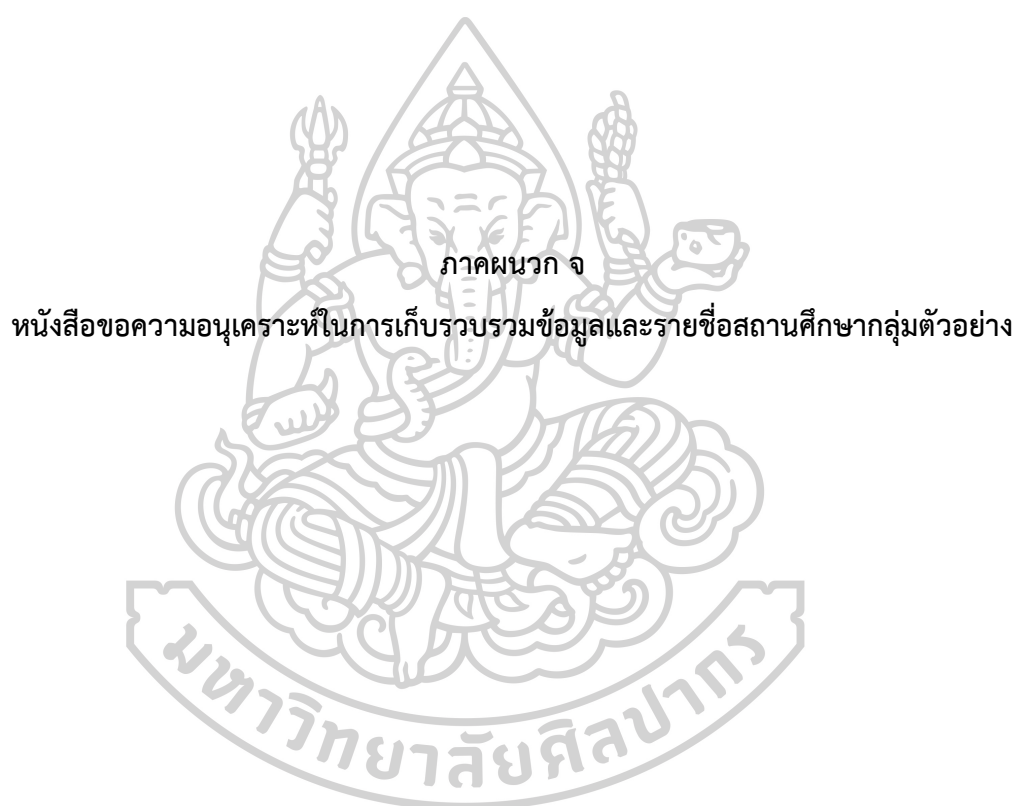 ภาคผนวก จ
หนังสือขอความอนุเคราะห์ในการเก็บรวบรวมข้อมูลและรายชื่อสถานศึกษากลุ่มตัวอย่าง
มหาวิทยาลัยศิลปากร